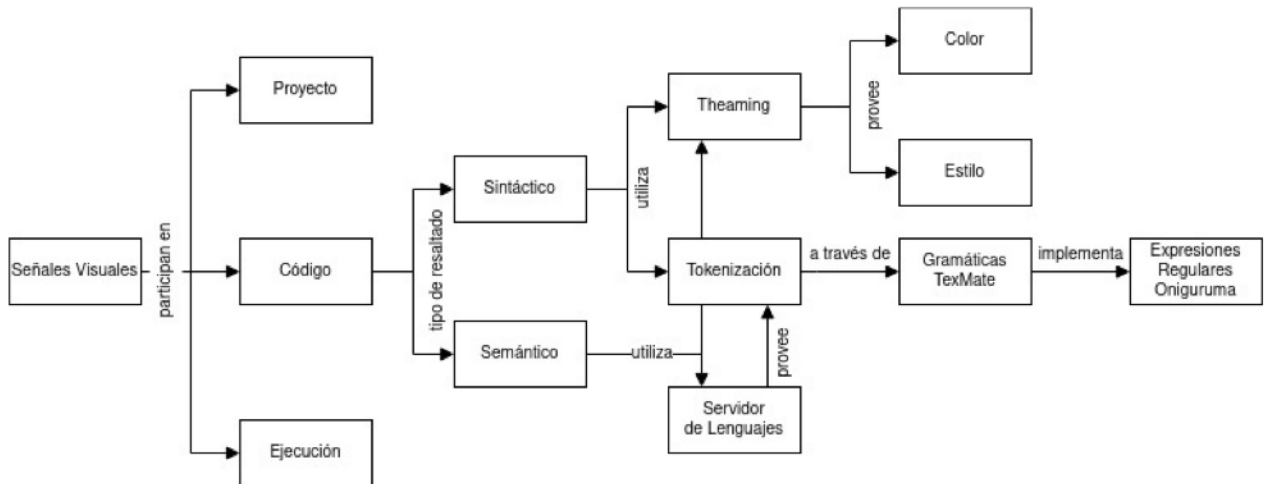 Señales Visuales
participan en
Proyecto
Código
Ejecución
tipo de resaltado
Sintáctico
Semántico
utiliza
utiliza
Theaming
Tokenización
Servidor
de Lenguajes
provee
provee
Color
Estilo
a través de
Gramáticas
TexMate
implementa
Expresiones
Regulares
Oniguruma